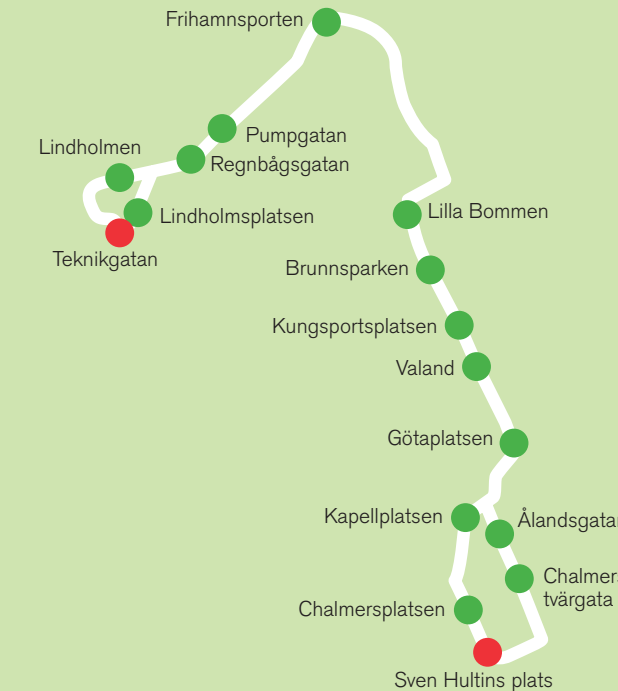 Frihamnsporten
Pumpgatan
Lindholmen
Regnbågsgatan
Lindholmsplatsen
Lilla Bommen
Teknikgatan
Brunnsparken
Kungsportsplatsen
Valand
Götaplatsen
Kapellplatsen
Ålandsgatan
Chalmers
tvärgata
Chalmersplatsen
Sven Hultins plats